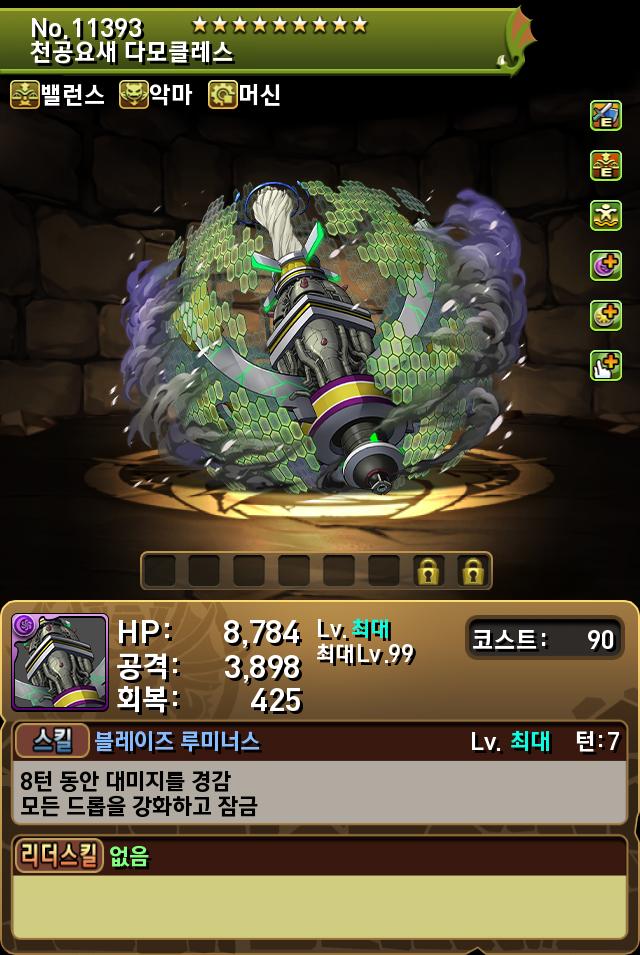 No.11393 ★★★★★★★★★
천공요새 다모클레스
밸런스 악마 머신
HP: 8,784 Lv.최대 코스트: 90
공격: 3,898 최대Lv.99
회복: 425
스킬 블레이즈 루미너스 Lv. 최대 턴:7
8턴 동안 대미지를 경감
모든 드롭을 강화하고 잠금
리더스킬 없음